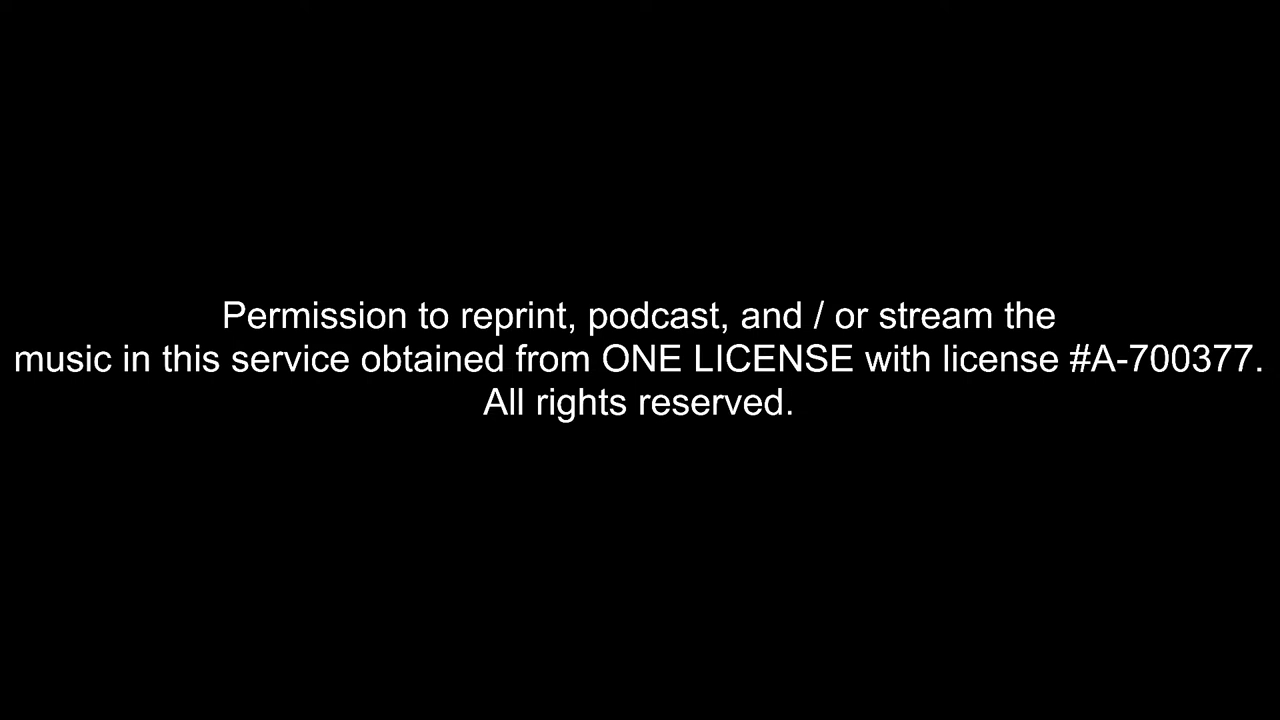 Permission to reprint, podcast, and / or stream the
music in this service obtained from ONE LICENSE with license #A-700377.
All rights reserved.